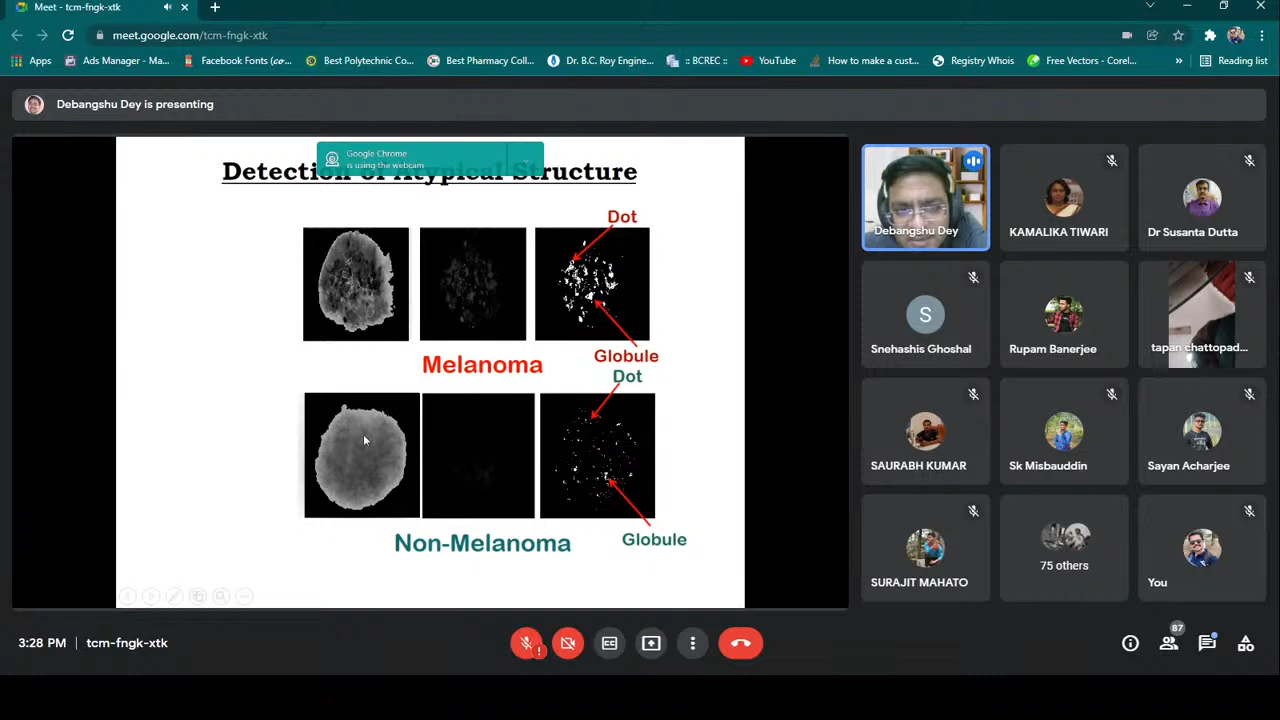 Meet - tcm-fngk-xtk
meet.google.com/tcm-fngk-xtk
Apps
Ads Manager - Ma...
Facebook Fonts (co...
Best Polytechnic Co...
Best Pharmacy Coll...
Dr. B.C. Roy Engine...
:: BCREC ::
YouTube
How to make a cust...
Registry Whois
Free Vectors - Corel...
»
Reading list
Debangshu Dey is presenting
Google Chrome
is using the webcam
Detection of Atypical Structure
Dot
Globule
Melanoma
Dot
Non-Melanoma
Globule
Debangshu Dey
KAMALIKA TIWARI
Dr Susanta Dutta
S
Snehashis Ghoshal
Rupam Banerjee
tapan chattopad...
SAURABH KUMAR
Sk Misbauddin
Sayan Acharjee
SURAJIT MAHATO
75 others
You
3:28 PM | tcm-fngk-xtk
87